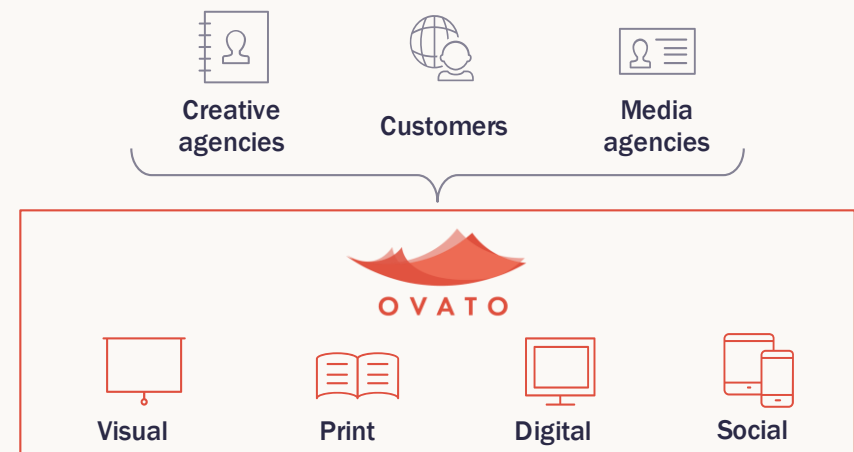 Creative
agencies
Customers
Media
agencies
OVATO
Visual
Print
Digital
Social